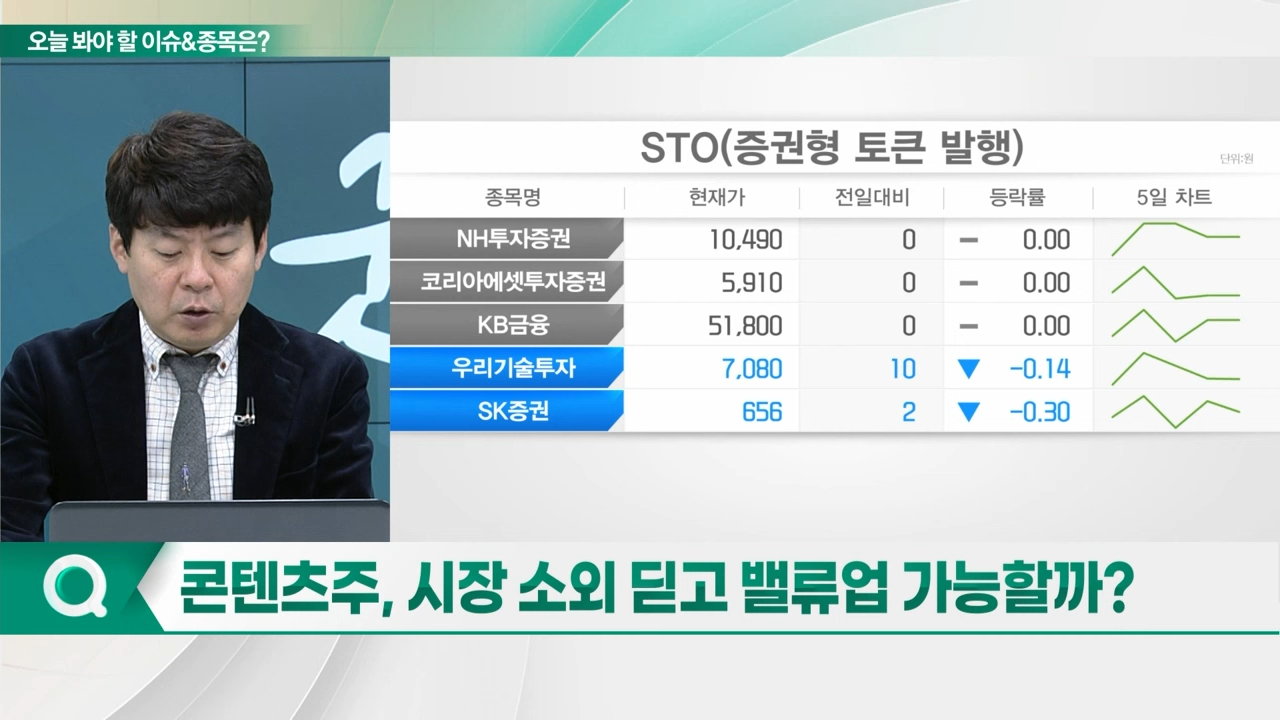 오늘 봐야 할 이슈&종목은?
STO(증권형 토큰 발행)
단위:원
종목명 현재가 전일대비 등락률 5일 차트
NH투자증권 10,490 0 － 0.00
코리아에셋투자증권 5,910 0 － 0.00
KB금융 51,800 0 － 0.00
우리기술투자 7,080 10 ▼ -0.14
SK증권 656 2 ▼ -0.30
콘텐츠주, 시장 소외 딛고 밸류업 가능할까?